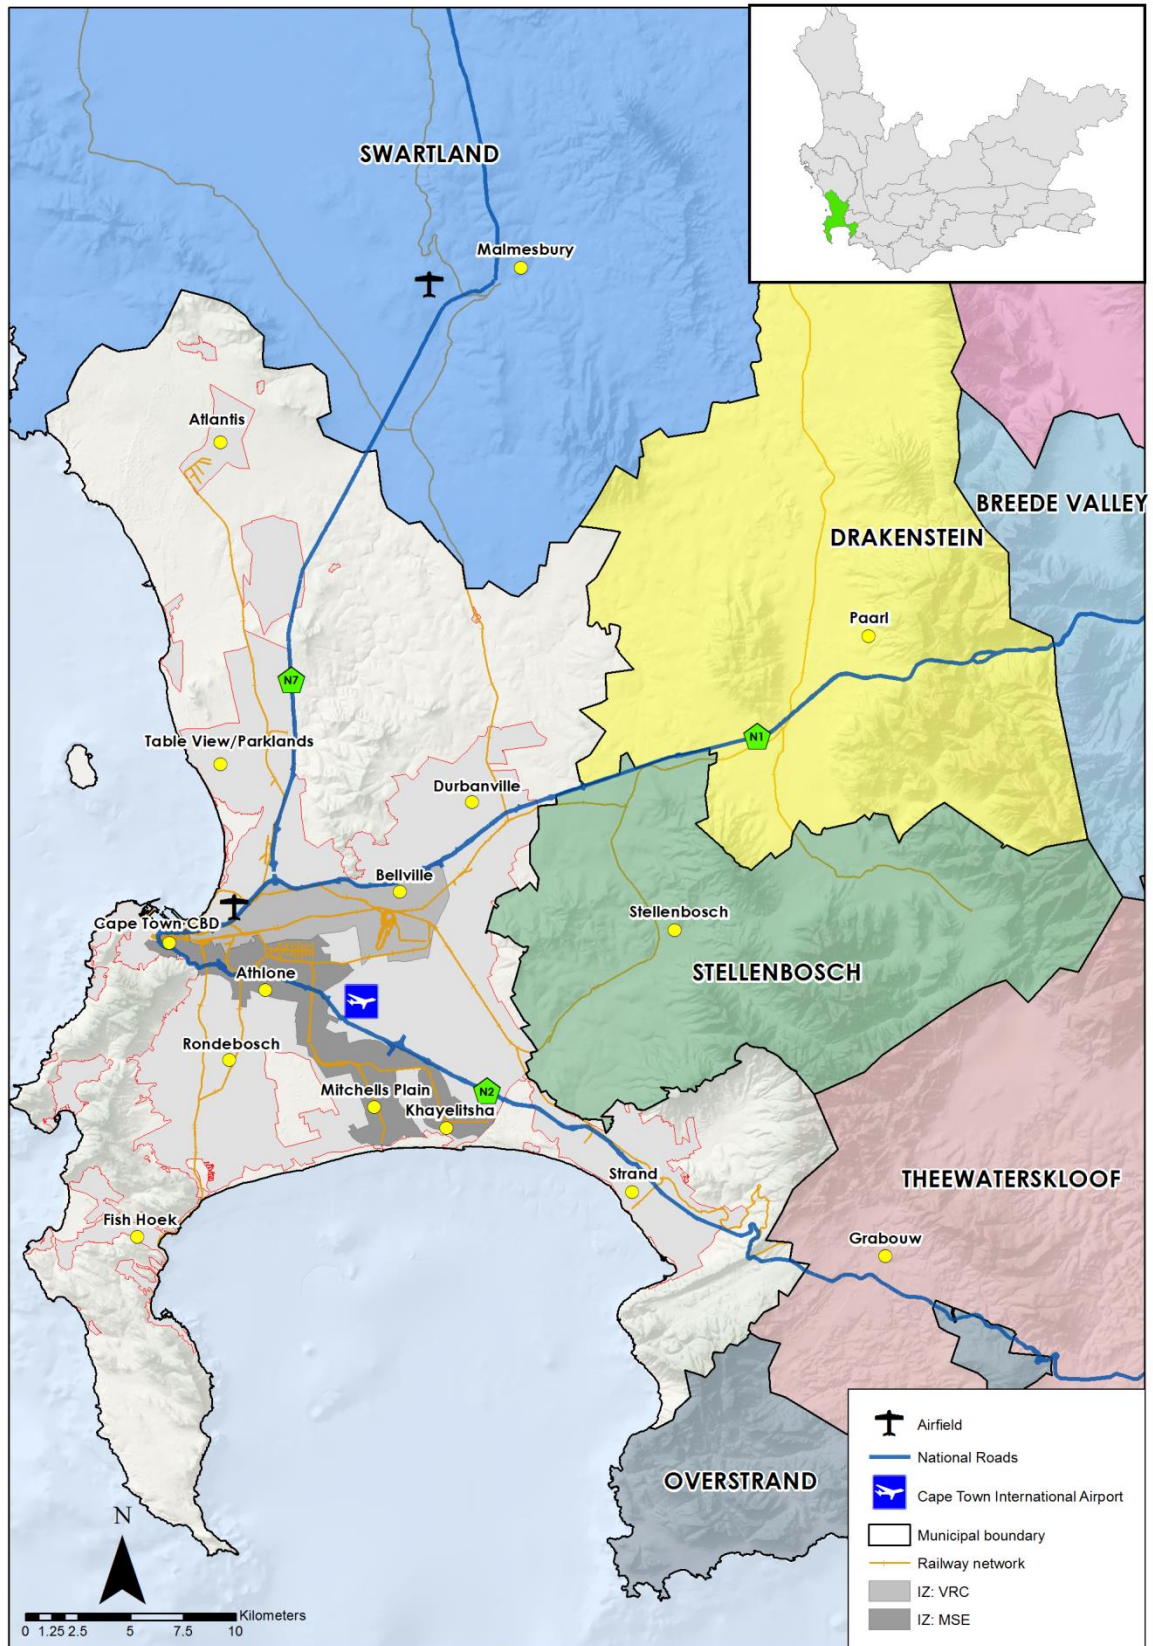 SWARTLAND
Malmesbury
Atlantis
BREEDE VALLEY
DRAKENSTEIN
Paarl
N7
N1
Table View/Parklands
Durbanville
Bellville
Stellenbosch
Cape Town CBD
STELLENBOSCH
Athlone
Rondebosch
N2
Mitchells Plain
Khayelitsha
Strand
THEEWATERSKLOOF
Fish Hoek
Grabouw
OVERSTRAND
Airfield
National Roads
Cape Town International Airport
Municipal boundary
Railway network
IZ: VRC
IZ: MSE
N
Kilometers
0 1.25 2.5 5 7.5 10